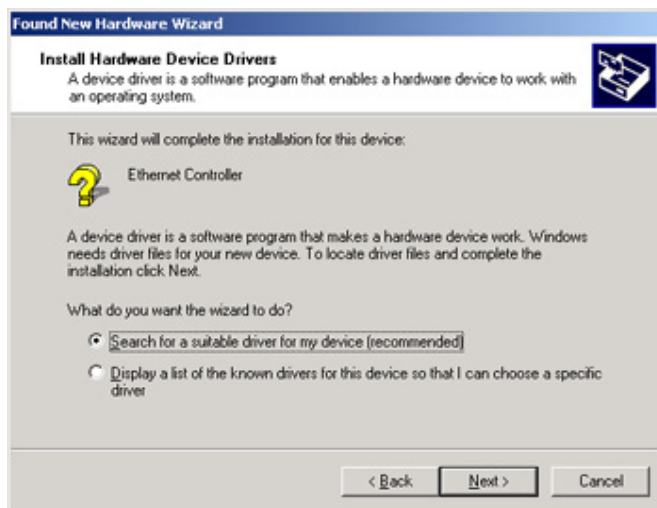 Found New Hardware Wizard
Install Hardware Device Drivers
A device driver is a software program that enables a hardware device to work with
an operating system.
This wizard will complete the installation for this device:
Ethernet Controller
A device driver is a software program that makes a hardware device work. Windows
needs driver files for your new device. To locate driver files and complete the
installation click Next.
What do you want the wizard to do?
Search for a suitable driver for my device (recommended)
Display a list of the known drivers for this device so that I can choose a specific
driver
< Back Next > Cancel